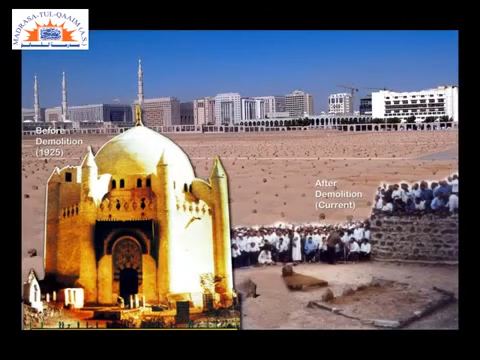 MADRASA-TUL-QAAIM (A.S)
Before
Demolition
(1925)
After
Demolition
(Current)